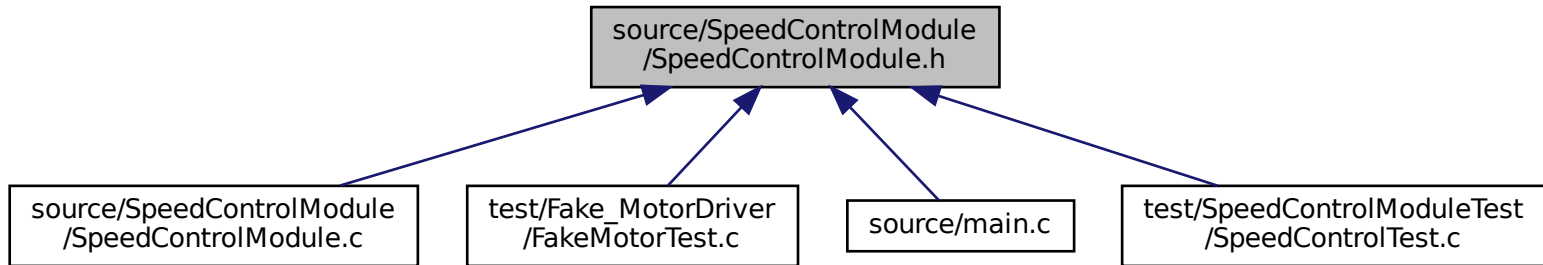 source/SpeedControlModule
/SpeedControlModule.h
source/SpeedControlModule
/SpeedControlModule.c
test/Fake_MotorDriver
/FakeMotorTest.c
source/main.c
test/SpeedControlModuleTest
/SpeedControlTest.c